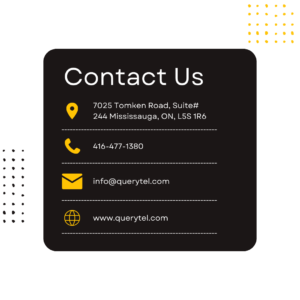 Contact Us
7025 Tomken Road, Suite#
244 Mississauga, ON, L5S 1R6
416-477-1380
info@querytel.com
www.querytel.com